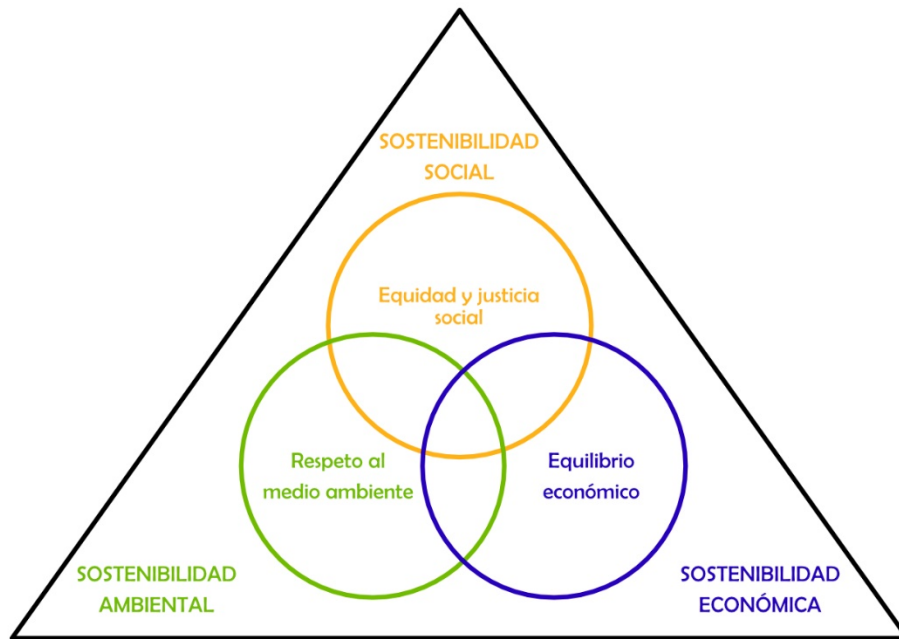 SOSTENIBILIDAD
SOCIAL
Equidad y justicia
social
Respeto al
medio ambiente
Equilibrio
económico
SOSTENIBILIDAD
AMBIENTAL
SOSTENIBILIDAD
ECONÓMICA